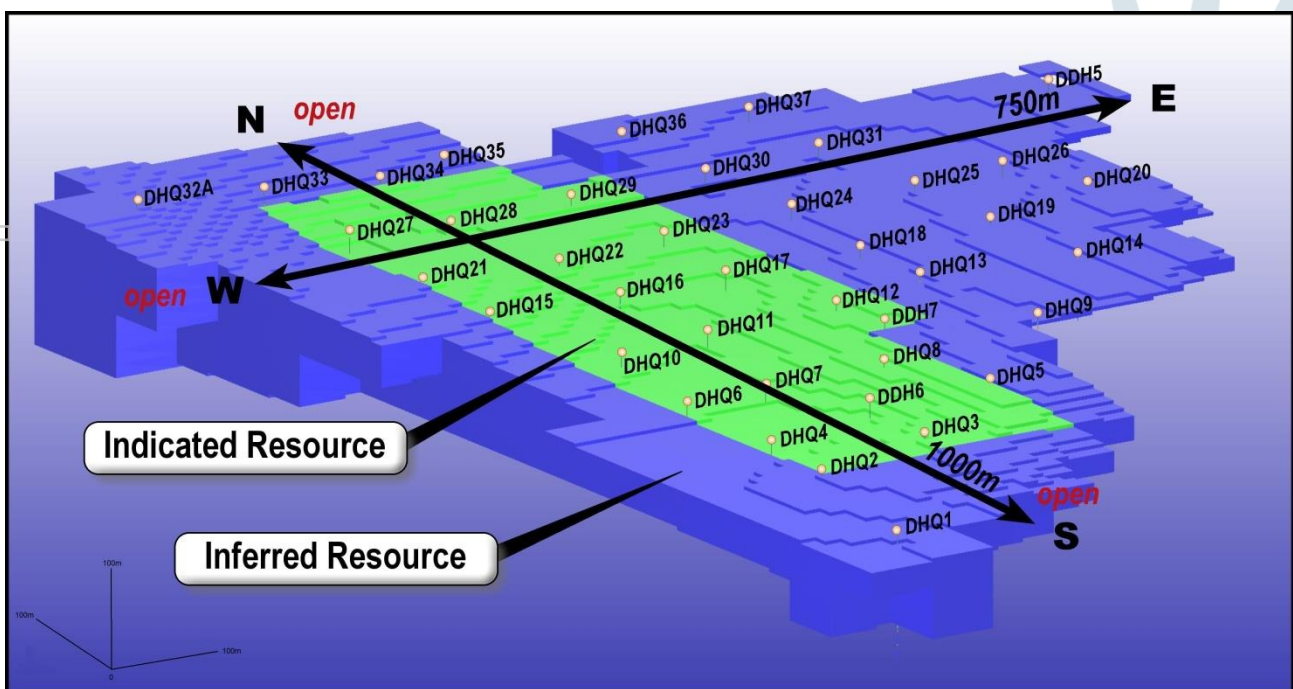 DDH5
750m
E
N
open
DHQ37
DHQ36
DHQ31
DHQ35
DHQ34
DHQ30
DHQ26
DHQ33
DHQ32A
DHQ29
DHQ25
DHQ20
DHQ24
DHQ28
DHQ27
DHQ23
DHQ19
DHQ22
DHQ18
DHQ14
DHQ21
DHQ17
DHQ13
open
W
DHQ15
DHQ16
DHQ12
DDH7
DHQ9
DHQ11
DHQ10
DHQ8
DHQ7
DHQ5
DHQ6
DDH6
DHQ4
DHQ3
DHQ2
Indicated Resource
1000m
open
S
DHQ1
Inferred Resource
100m
100m
100m
0